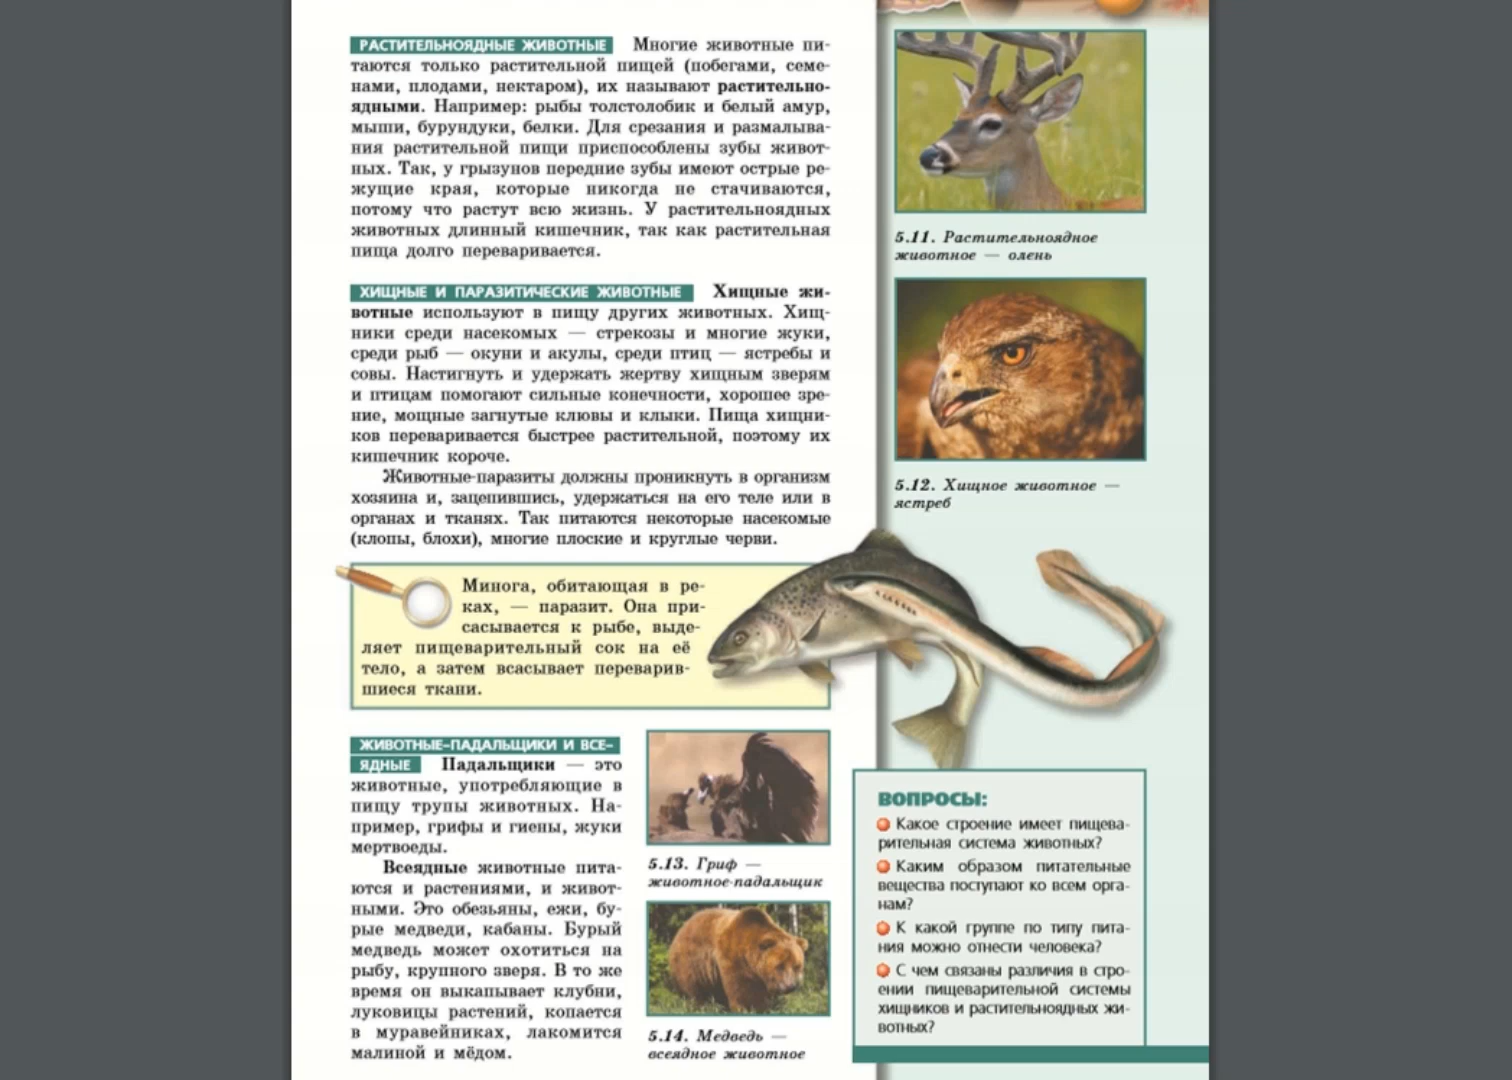 РАСТИТЕЛЬНОЯДНЫЕ ЖИВОТНЫЕ Многие животные пи-
таются только растительной пищей (побегами, семе-
нами, плодами, нектаром), их называют растительно-
ядными. Например: рыбы толстолобик и белый амур,
мыши, бурундуки, белки. Для срезания и размалыва-
ния растительной пищи приспособлены зубы живот-
ных. Так, у грызунов передние зубы имеют острые ре-
жущие края, которые никогда не стачиваются,
потому что растут всю жизнь. У растительноядных
животных длинный кишечник, так как растительная
пища долго переваривается.
ХИЩНЫЕ И ПАРАЗИТИЧЕСКИЕ ЖИВОТНЫЕ Хищные жи-
вотные используют в пищу других животных. Хищ-
ники среди насекомых — стрекозы и многие жуки,
среди рыб — окуни и акулы, среди птиц — ястребы и
совы. Настигнуть и удержать жертву хищным зверям
и птицам помогают сильные конечности, хорошее зре-
ние, мощные загнутые клювы и клыки. Пища хищни-
ков переваривается быстрее растительной, поэтому их
кишечник короче.
Животные-паразиты должны проникнуть в организм
хозяина и, зацепившись, удержаться на его теле или в
органах и тканях. Так питаются некоторые насекомые
(клопы, блохи), многие плоские и круглые черви.
Минога, обитающая в ре-
ках, — паразит. Она при-
сасывается к рыбе, выде-
ляет пищеварительный сок на её
тело, а затем всасывает переварив-
шиеся ткани.
ЖИВОТНЫЕ-ПАДАЛЬЩИКИ И ВСЕ-
ЯДНЫЕ Падальщики — это
животные, употребляющие в
пищу трупы животных. На-
пример, грифы и гиены, жуки
мертвоеды.
Всеядные животные пита-
ются и растениями, и живот-
ными. Это обезьяны, ежи, бу-
рые медведи, кабаны. Бурый
медведь может охотиться на
рыбу, крупного зверя. В то же
время он выкапывает клубни,
луковицы растений, копается
в муравейниках, лакомится
малиной и мёдом.
5.13. Гриф —
животное-падальщик
5.14. Медведь —
всеядное животное
5.11. Растительноядное
животное — олень
5.12. Хищное животное —
ястреб
ВОПРОСЫ:
Какое строение имеет пищева-
рительная система животных?
Каким образом питательные
вещества поступают ко всем орга-
нам?
К какой группе по типу пита-
ния можно отнести человека?
С чем связаны различия в стро-
ении пищеварительной системы
хищников и растительноядных жи-
вотных?